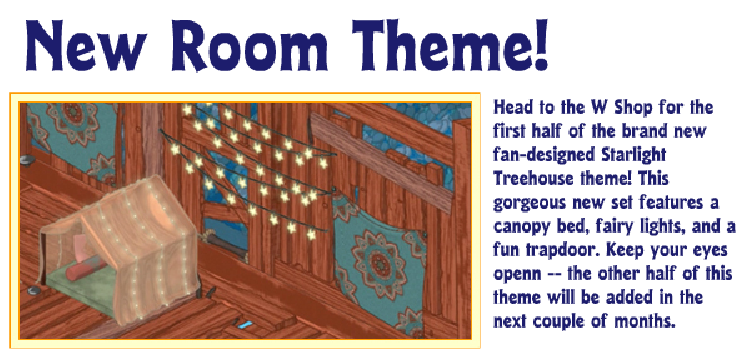 New Room Theme!
Head to the W Shop for the
first half of the brand new
fan-designed Starlight
Treehouse theme! This
gorgeous new set features a
canopy bed, fairy lights, and a
fun trapdoor. Keep your eyes
openn -- the other half of this
theme will be added in the
next couple of months.